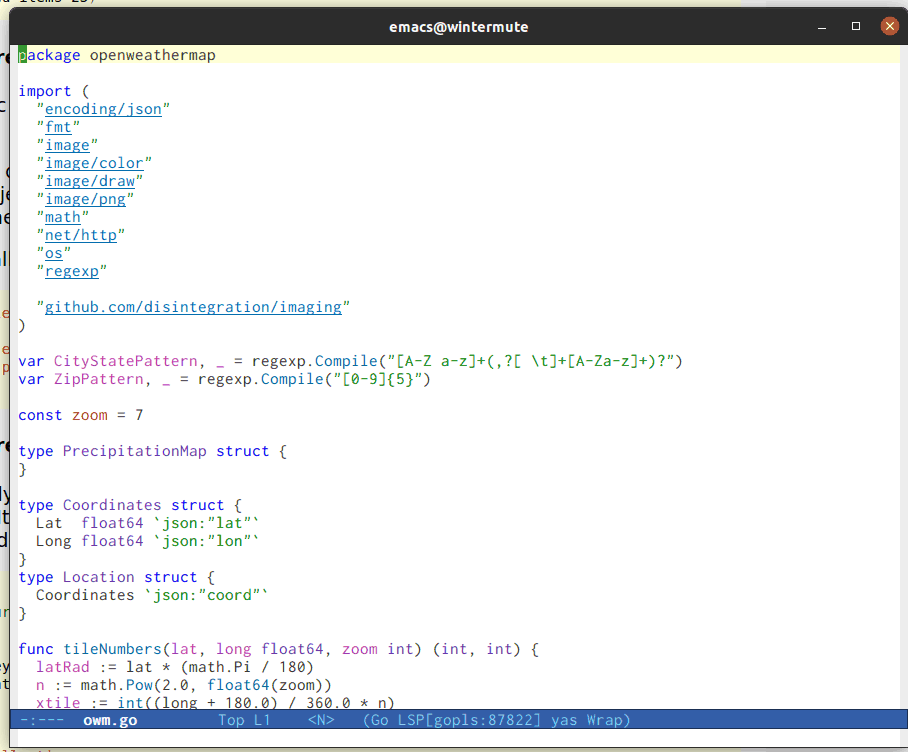 emacs@wintermute
package openweathermap
import (
"encoding/json"
"fmt"
"image"
"image/color"
"image/draw"
"image/png"
"math"
"net/http"
"os"
"regexp"
"github.com/disintegration/imaging"
)
var CityStatePattern, _ = regexp.Compile("[A-Z a-z]+(,?[ \t]+[A-Za-z]+)?")
var ZipPattern, _ = regexp.Compile("[0-9]{5}")
const zoom = 7
type PrecipitationMap struct {
}
type Coordinates struct {
Lat  float64 `json:"lat"`
Long float64 `json:"lon"`
}
type Location struct {
Coordinates `json:"coord"`
}
func tileNumbers(lat, long float64, zoom int) (int, int) {
latRad := lat * (math.Pi / 180)
n := math.Pow(2.0, float64(zoom))
xtile := int((long + 180.0) / 360.0 * n)
-:--- owm.go Top L1 <N> (Go LSP[gopls:87822] yas Wrap)